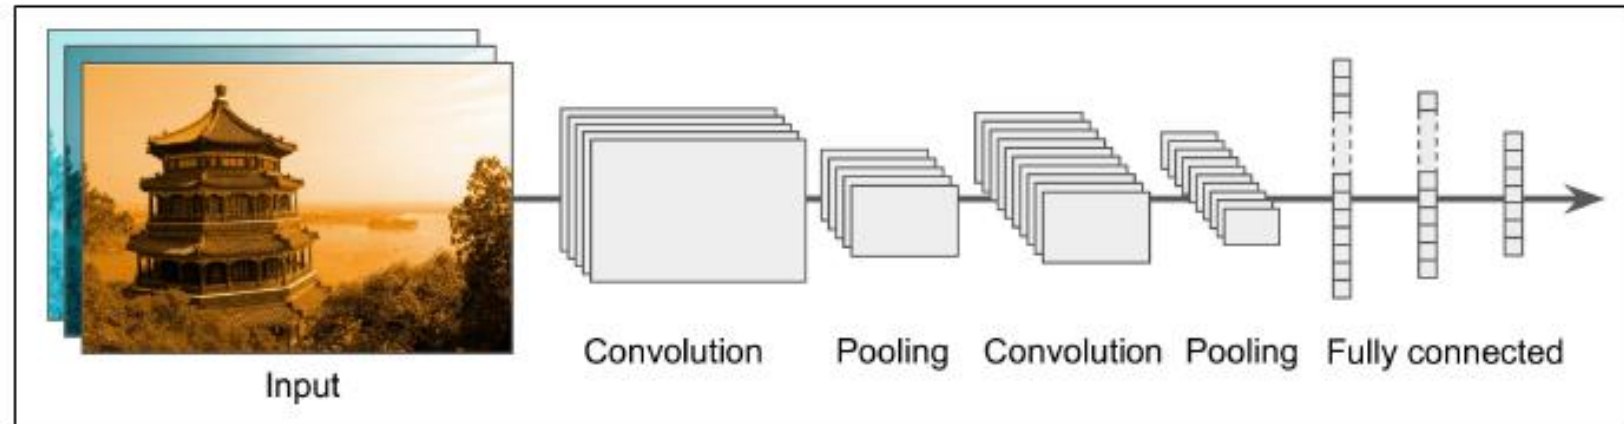 Input
Convolution
Pooling
Convolution
Pooling
Fully connected